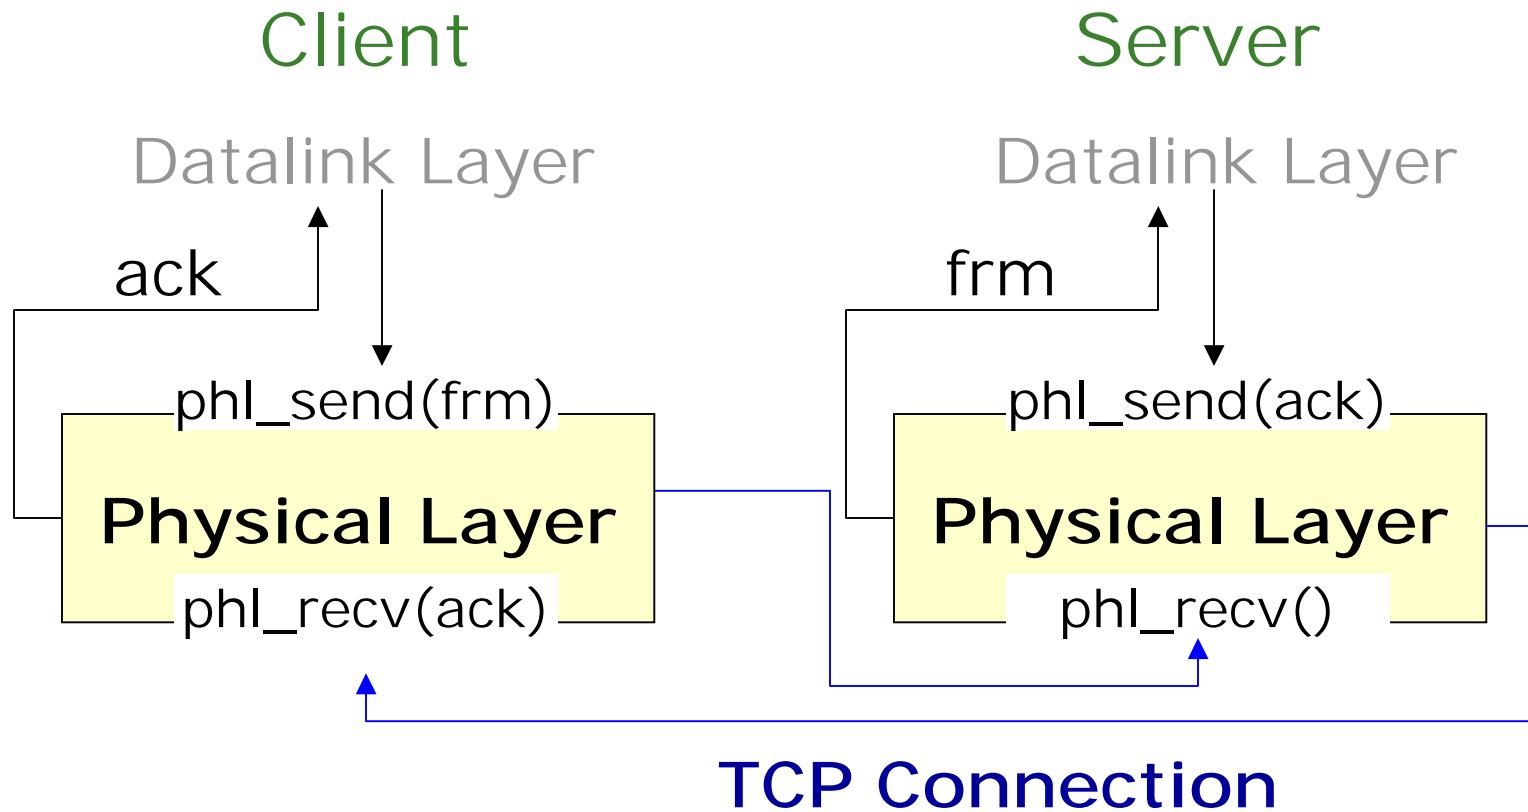 Client
Server
Datalink Layer
Datalink Layer
ack
frm
phl_send(frm)
phl_send(ack)
Physical Layer
Physical Layer
phl_recv(ack)
phl_recv()
TCP Connection